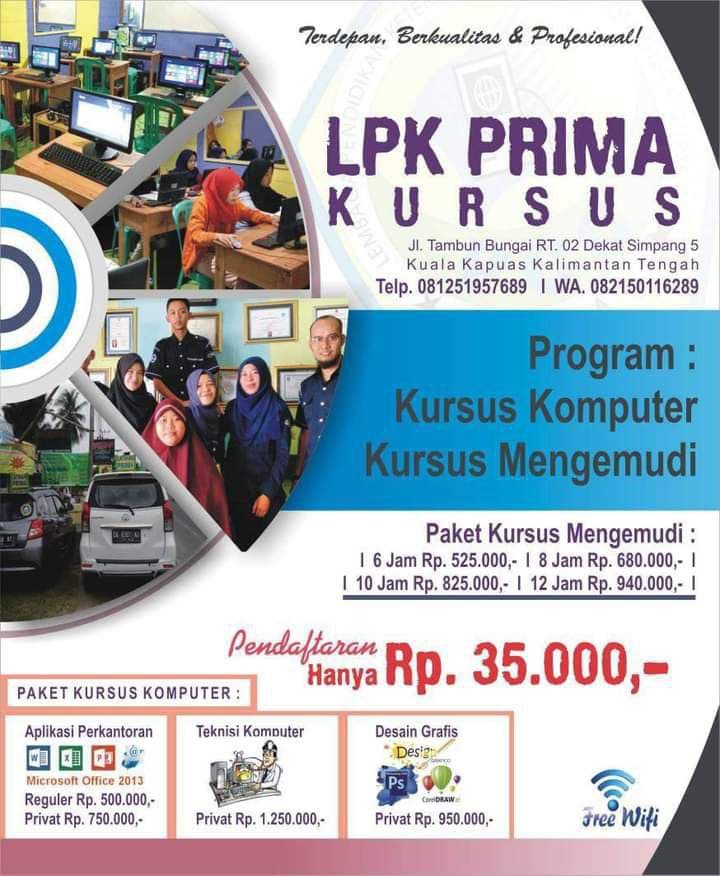 Terdepan, Berkualitas & Profesional!
LPK PRIMA
KURSUS
Jl. Tambun Bungai RT. 02 Dekat Simpang 5
Kuala Kapuas Kalimantan Tengah
Telp. 081251957689 I WA. 082150116289
Program :
Kursus Komputer
Kursus Mengemudi
Paket Kursus Mengemudi :
I 6 Jam Rp. 525.000,- I 8 Jam Rp. 680.000,- I
I 10 Jam Rp. 825.000,- I 12 Jam Rp. 940.000,- I
Pendaftaran
Hanya Rp. 35.000,-
PAKET KURSUS KOMPUTER :
Aplikasi Perkantoran
Microsoft Office 2013
Reguler Rp. 500.000,-
Privat Rp. 750.000,-
Teknisi Komputer
Privat Rp. 1.250.000,-
Desain Grafis
Design
Ps
CorelDRAW
Privat Rp. 950.000,-
Free Wifi